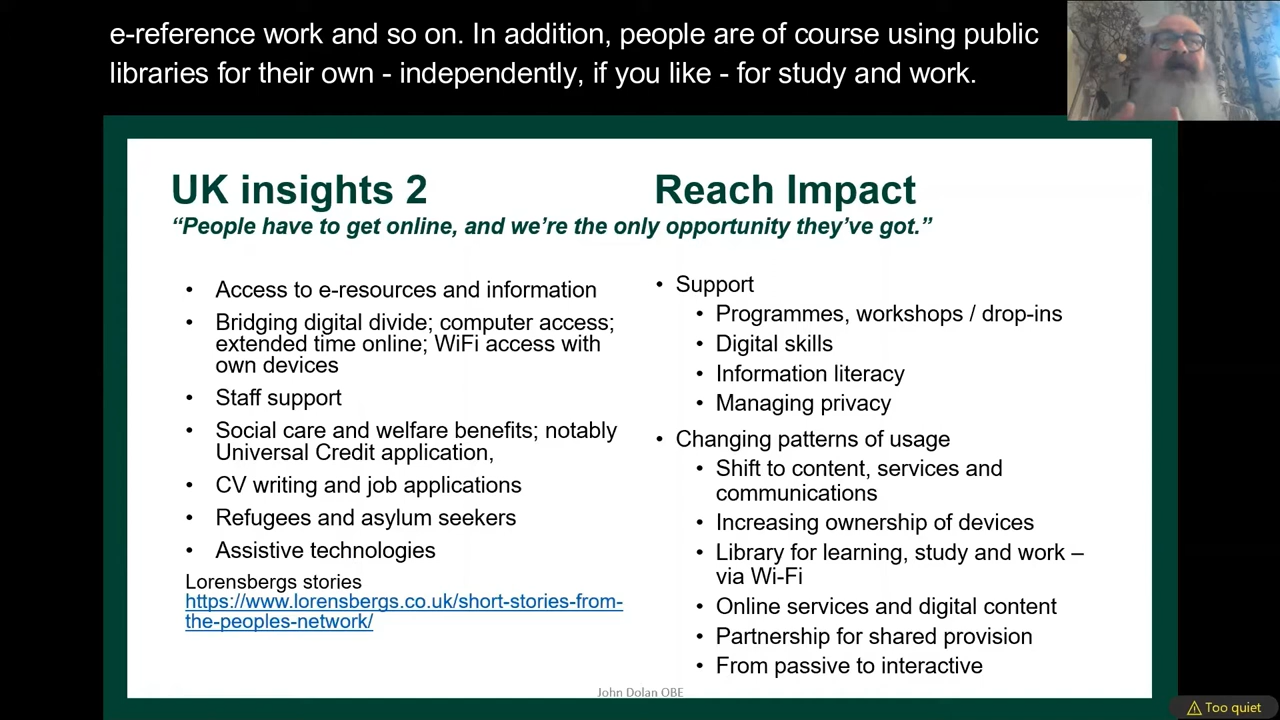 e-reference work and so on. In addition, people are of course using public
libraries for their own - independently, if you like - for study and work.
UK insights 2
Reach Impact
“People have to get online, and we’re the only opportunity they’ve got.”
• Access to e-resources and information
• Bridging digital divide; computer access;
extended time online; WiFi access with
own devices
• Staff support
• Social care and welfare benefits; notably
Universal Credit application,
• CV writing and job applications
• Refugees and asylum seekers
• Assistive technologies
Lorensbergs stories
https://www.lorensbergs.co.uk/short-stories-from-
the-peoples-network/
• Support
• Programmes, workshops / drop-ins
• Digital skills
• Information literacy
• Managing privacy
• Changing patterns of usage
• Shift to content, services and
communications
• Increasing ownership of devices
• Library for learning, study and work –
via Wi-Fi
• Online services and digital content
• Partnership for shared provision
• From passive to interactive
John Dolan OBE
Too quiet